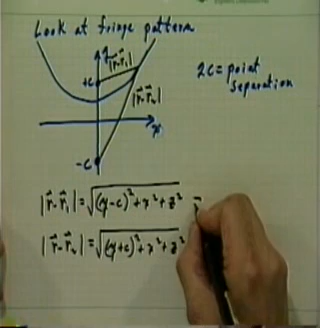 Look at fringe pattern
z
+c
|r⃗-r⃗₁|
2c = point
separation
|r⃗-r⃗₂|
x
-c
|r⃗-r⃗₁| = √(y-c)²+x²+z²
|r⃗-r⃗₂| = √(y+c)²+x²+z²